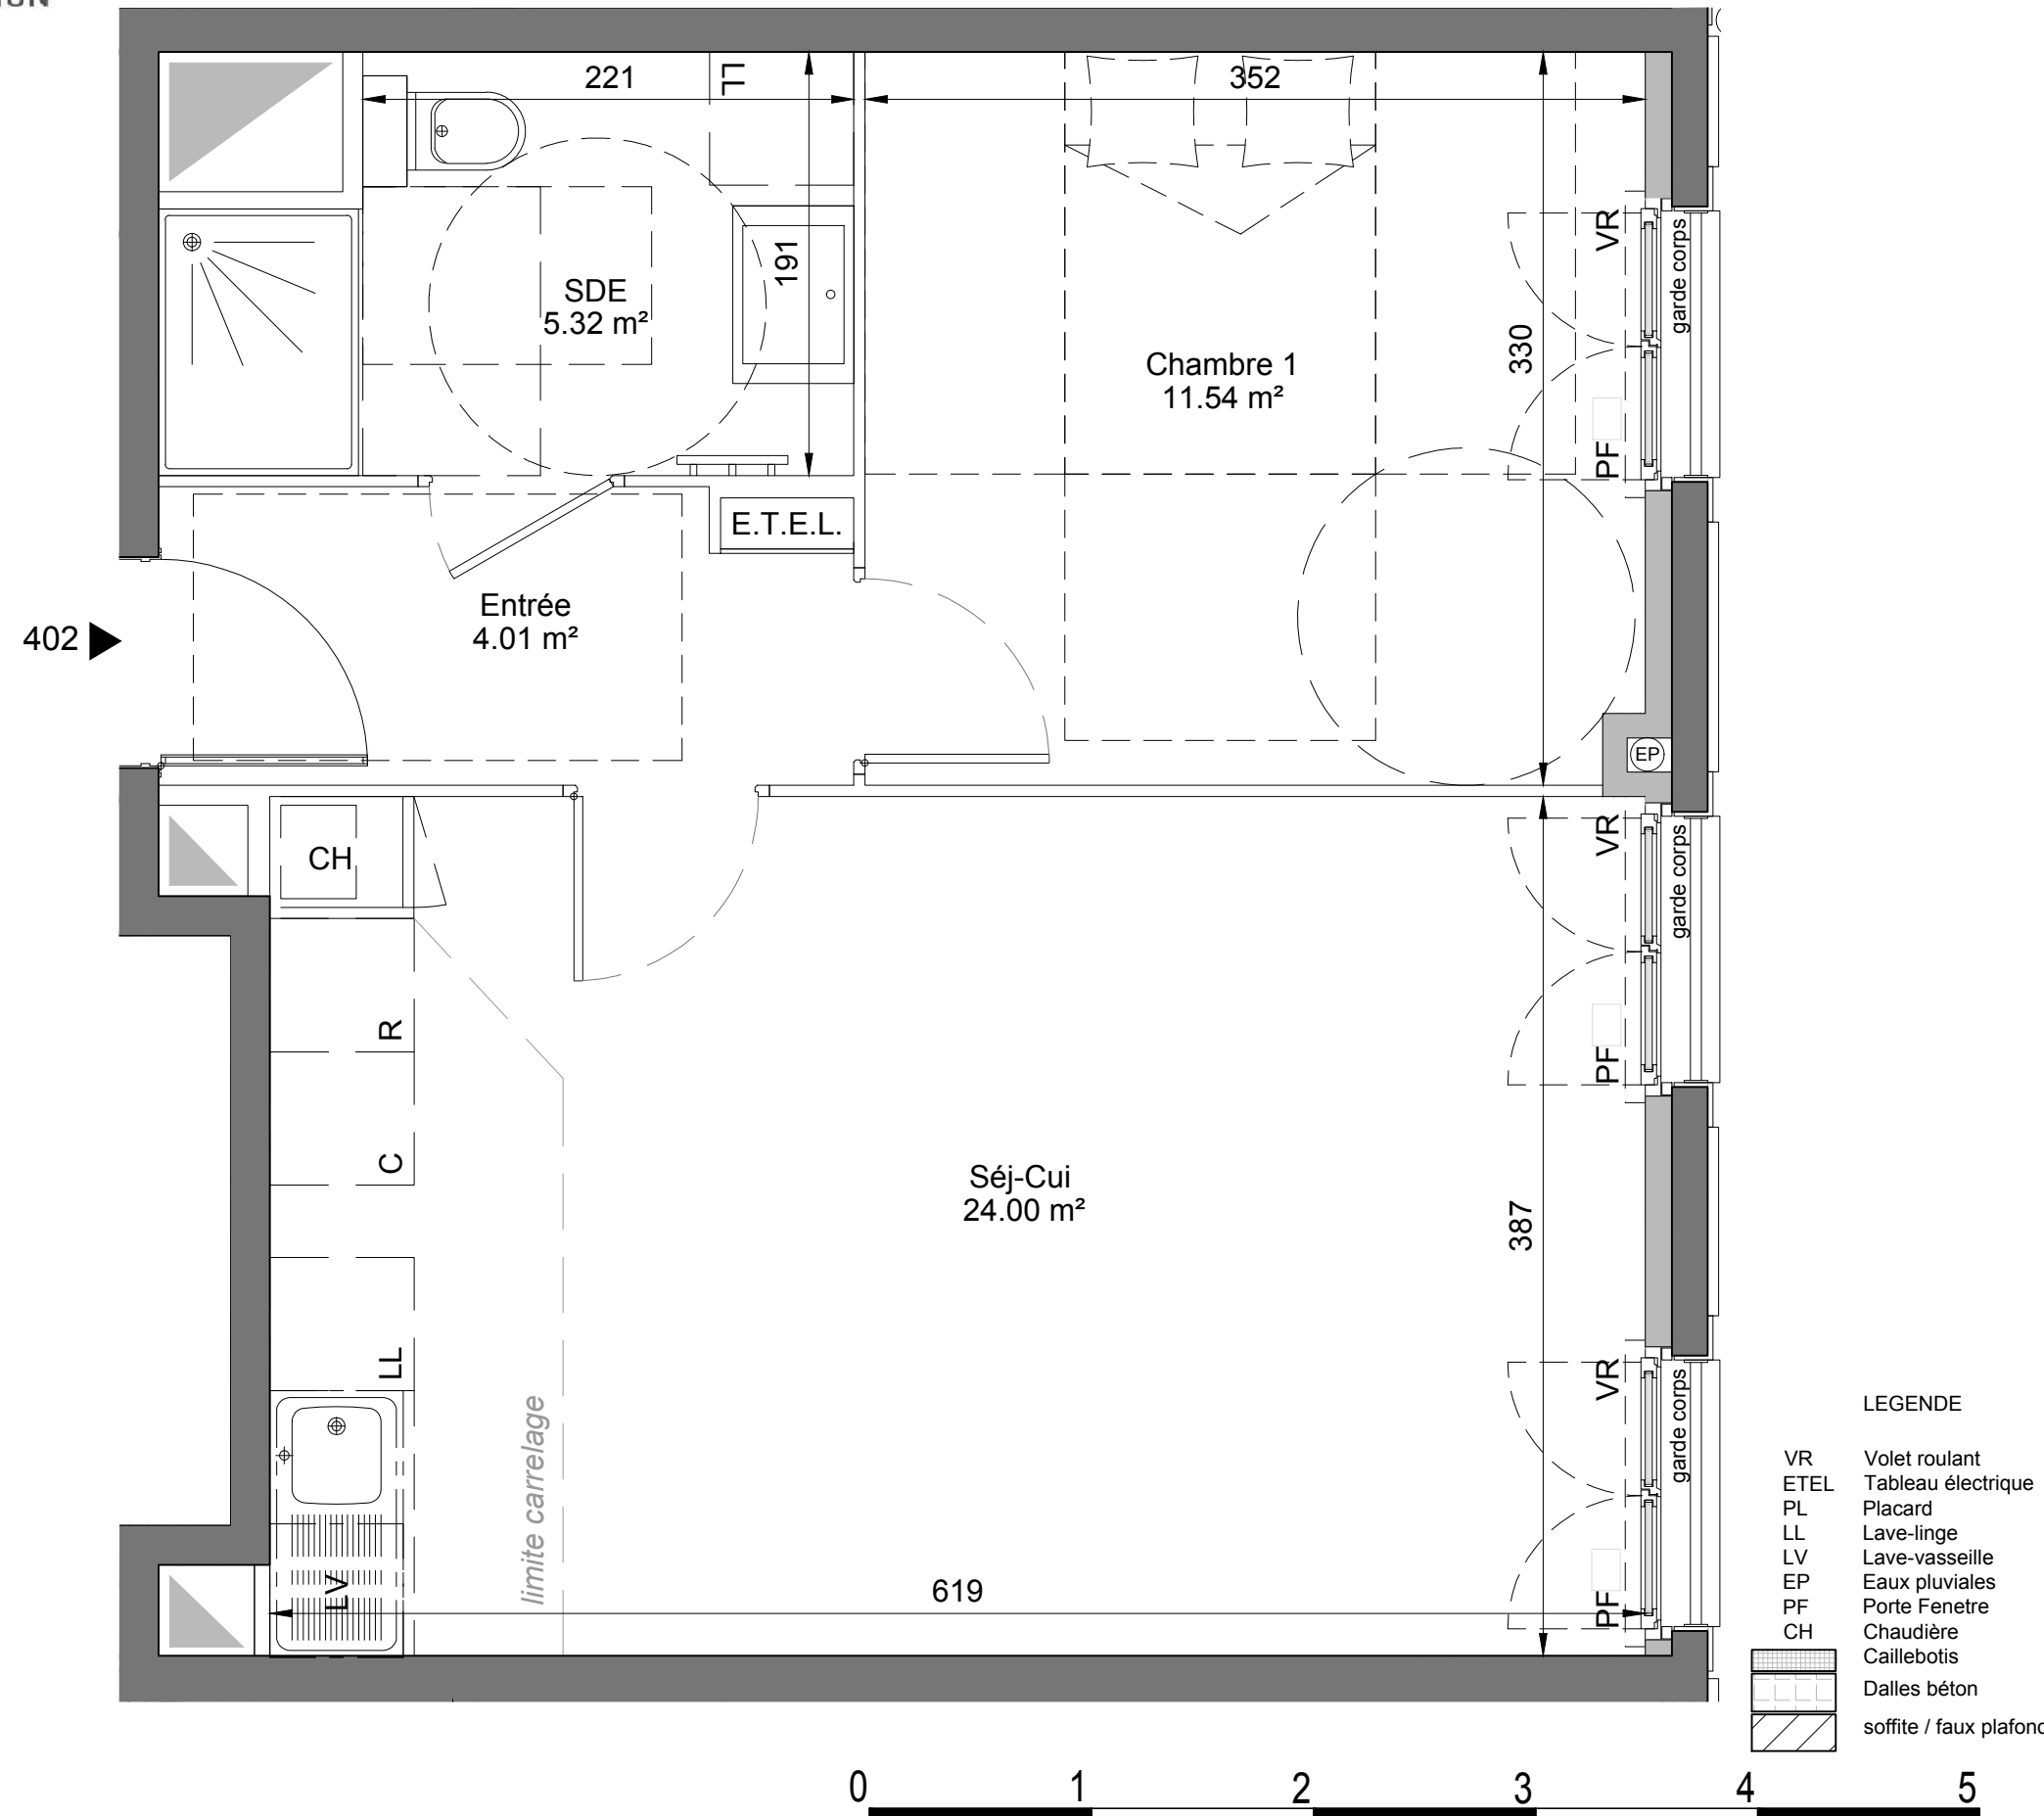 221
LL
352
191
SDE
5.32 m²
VR
garde corps
330
Chambre 1
11.54 m²
PF
E.T.E.L.
Entrée
4.01 m²
402
EP
CH
VR
garde corps
R
PF
C
Séj-Cui
24.00 m²
387
LL
VR
garde corps
limite carrelage
LV
619
PF
LEGENDE
VR Volet roulant
ETEL Tableau électrique
PL Placard
LL Lave-linge
LV Lave-vasseille
EP Eaux pluviales
PF Porte Fenetre
CH Chaudière
Caillebotis
Dalles béton
soffite / faux plafond
0 1 2 3 4 5